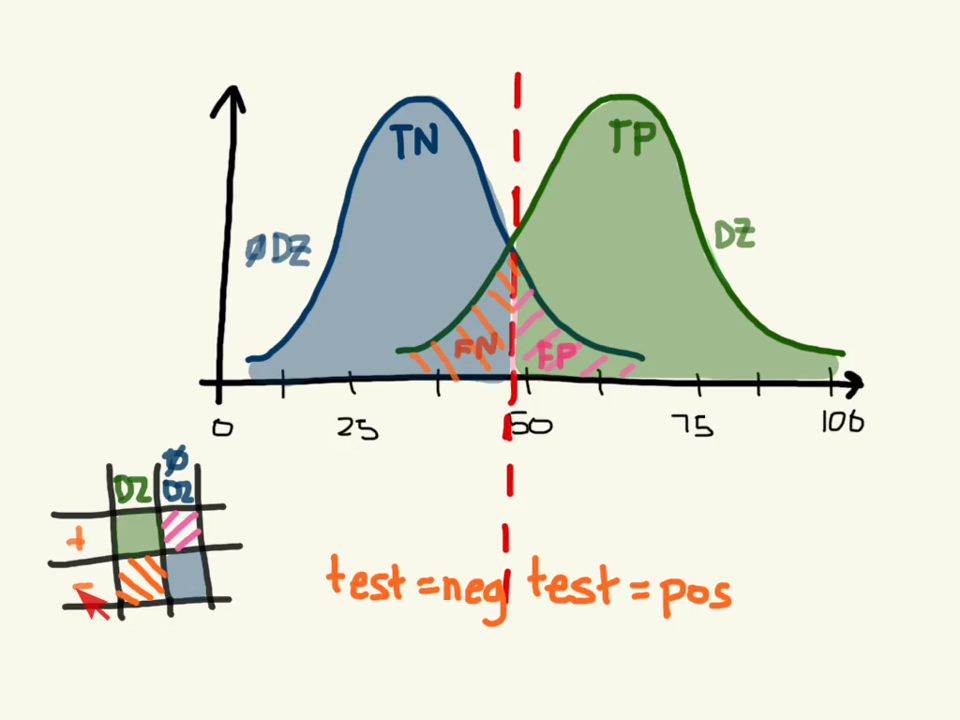 TN
TP
ØDZ
DZ
FN
FP
0 25 50 75 100
DZ
Ø
DZ
+
-
test=neg test=pos